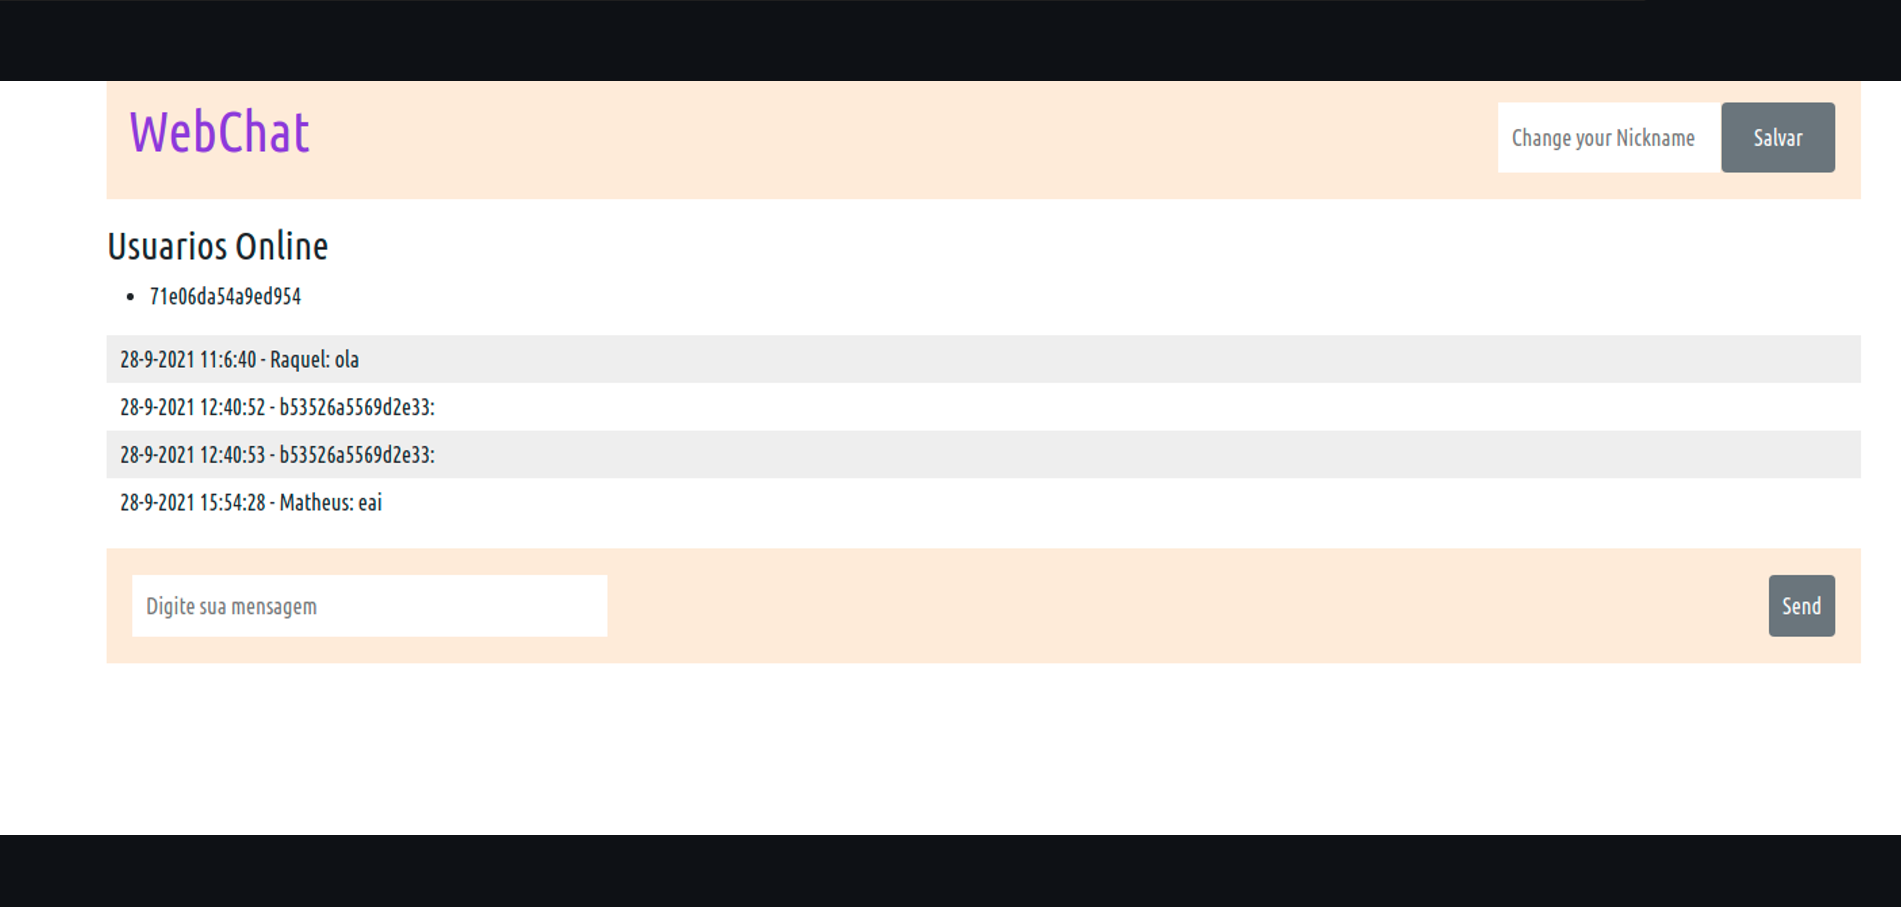 WebChat
Change your Nickname Salvar
Usuarios Online
71e06da54a9ed954
28-9-2021 11:6:40 - Raquel: ola
28-9-2021 12:40:52 - b53526a5569d2e33:
28-9-2021 12:40:53 - b53526a5569d2e33:
28-9-2021 15:54:28 - Matheus: eai
Digite sua mensagem Send